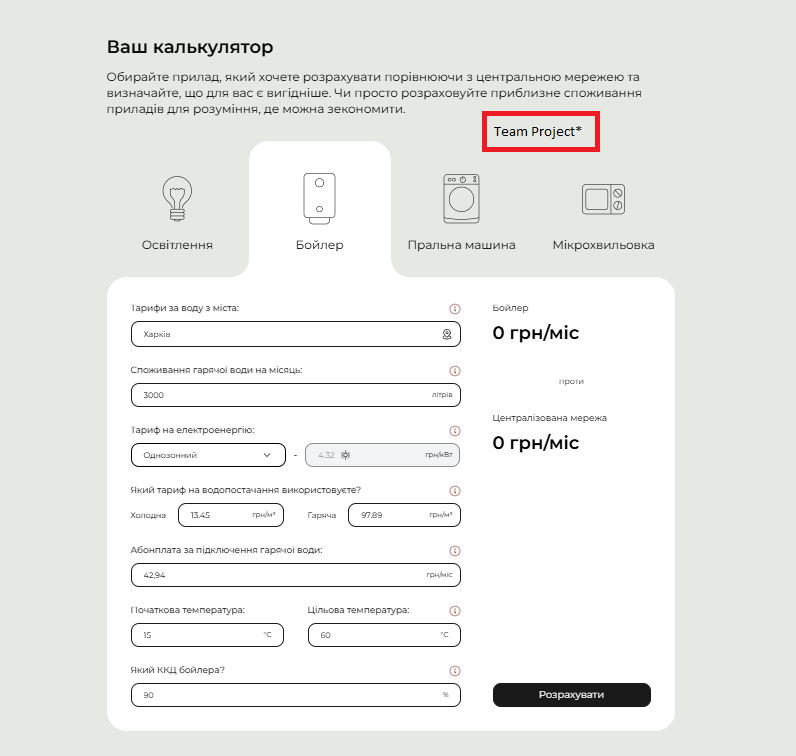 Ваш калькулятор
Обирайте прилад, який хочете розрахувати порівнюючи з центральною мережею та
визначайте, що для вас є вигідніше. Чи просто розраховуйте приблизне споживання
приладів для розуміння, де можна зекономити.
Team Project*
Освітлення
Бойлер
Пральна машина
Мікрохвильовка
Тарифи за воду з міста:
Харків
Споживання гарячої води на місяць:
3000 літрів
Тариф на електроенергію:
Однозонний - 4,32 грн/кВт
Який тариф на водопостачання використовуєте?
Холодна 13.45 грн/м³ Гаряча 97.89 грн/м³
Абонплата за підключення гарячої води:
42,94 грн/міс
Початкова температура: Цільова температура:
15 °C 60 °C
Який ККД бойлера?
90 %
Бойлер
0 грн/міс
проти
Централізована мережа
0 грн/міс
Розрахувати